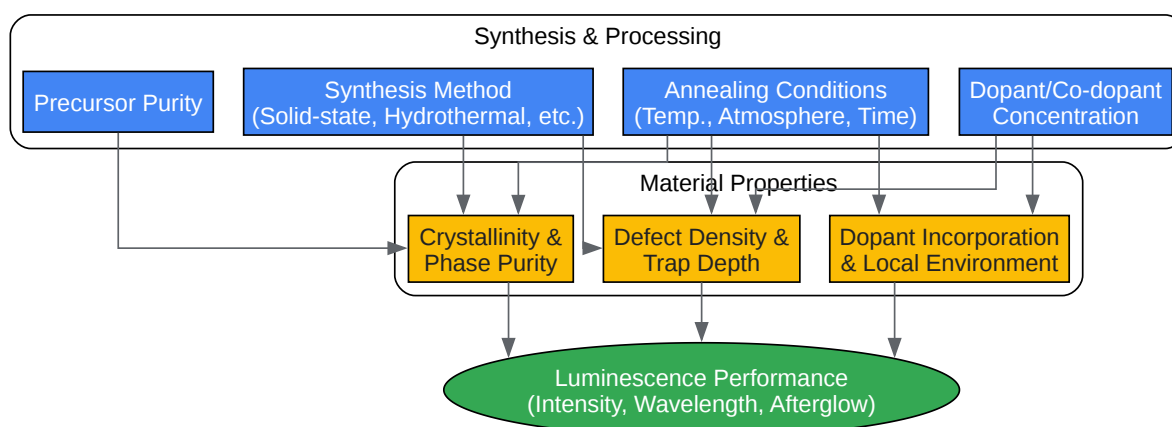 Synthesis & Processing
Precursor Purity
Synthesis Method
(Solid-state, Hydrothermal, etc.)
Annealing Conditions
(Temp., Atmosphere, Time)
Dopant/Co-dopant
Concentration
Material Properties
Crystallinity &
Phase Purity
Defect Density &
Trap Depth
Dopant Incorporation
& Local Environment
Luminescence Performance
(Intensity, Wavelength, Afterglow)